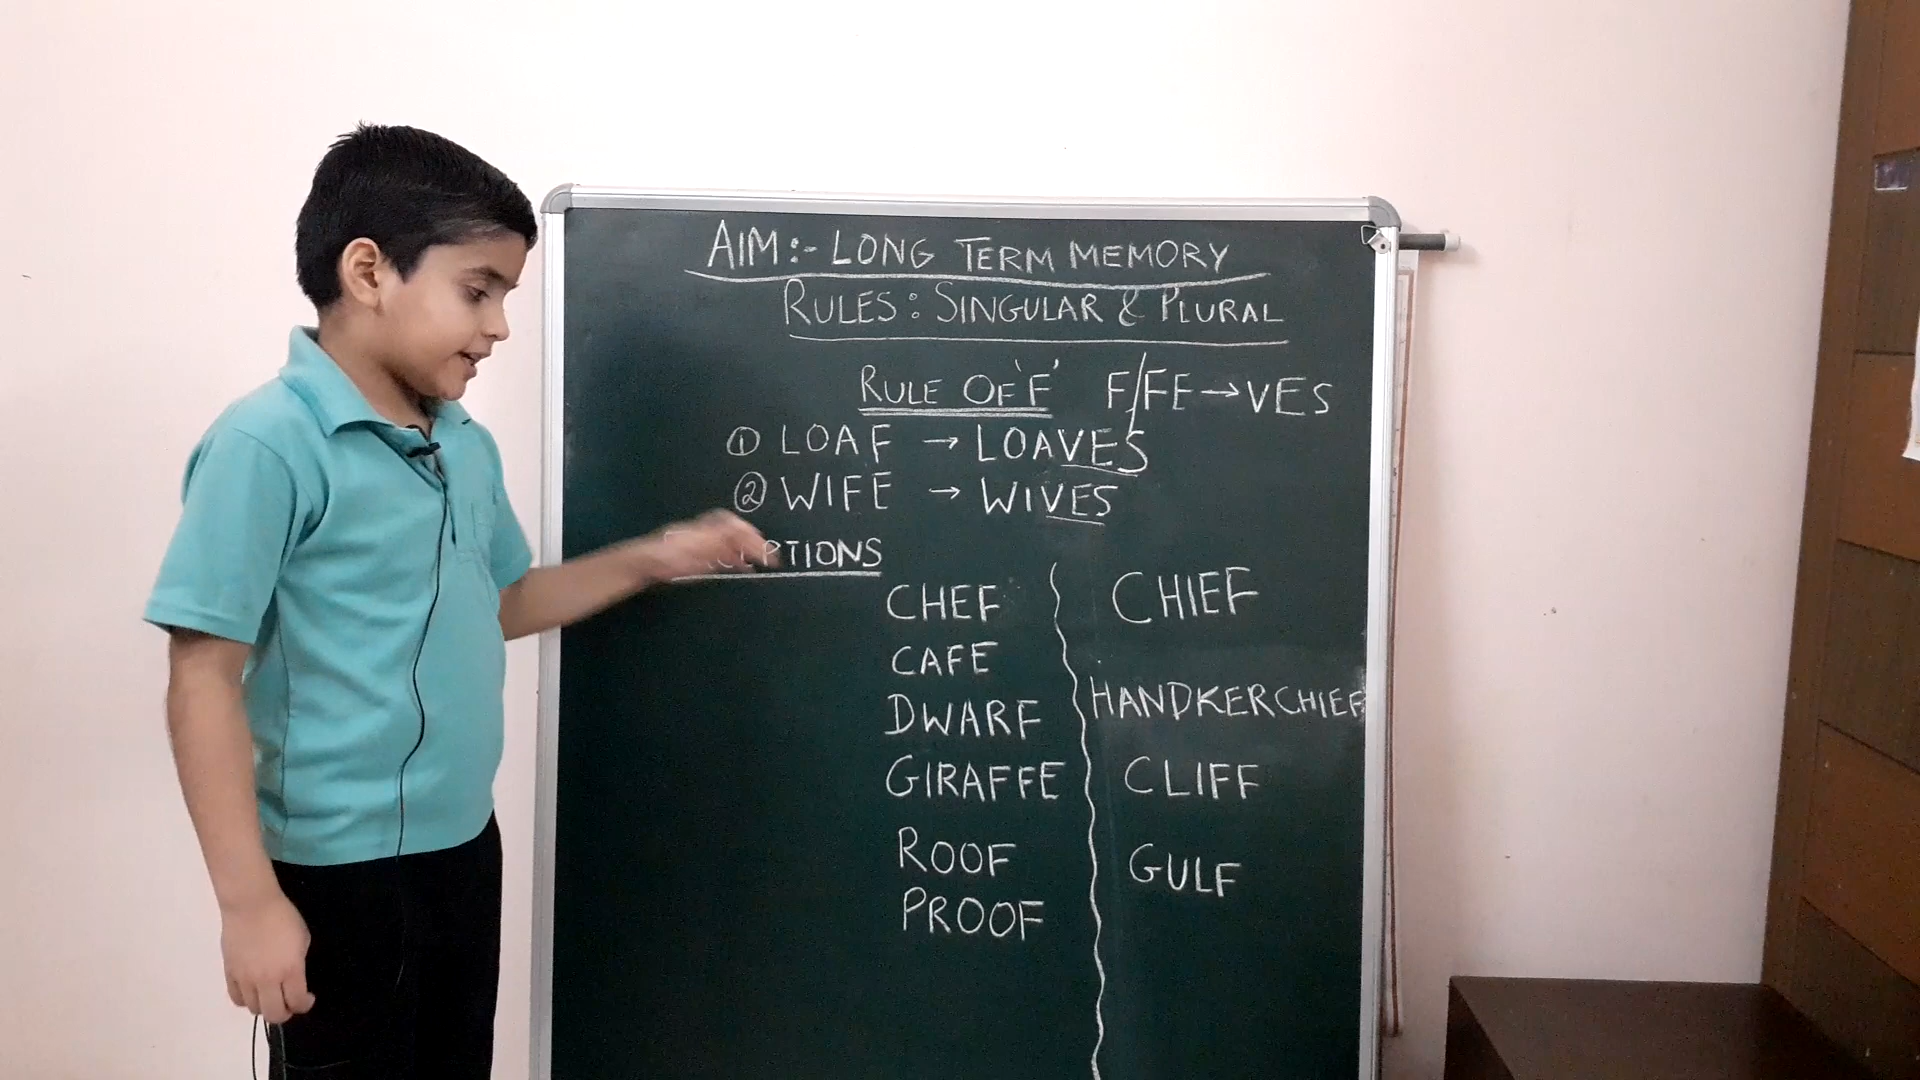 AIM:- LONG TERM MEMORY
RULES: SINGULAR & PLURAL
RULE OF 'F' F/FE → VES
① LOAF → LOAVES
② WIFE → WIVES
CHEF
CAFE
DWARF
GIRAFFE
ROOF
PROOF
CHIEF
HANDKERCHIEF
CLIFF
GULF